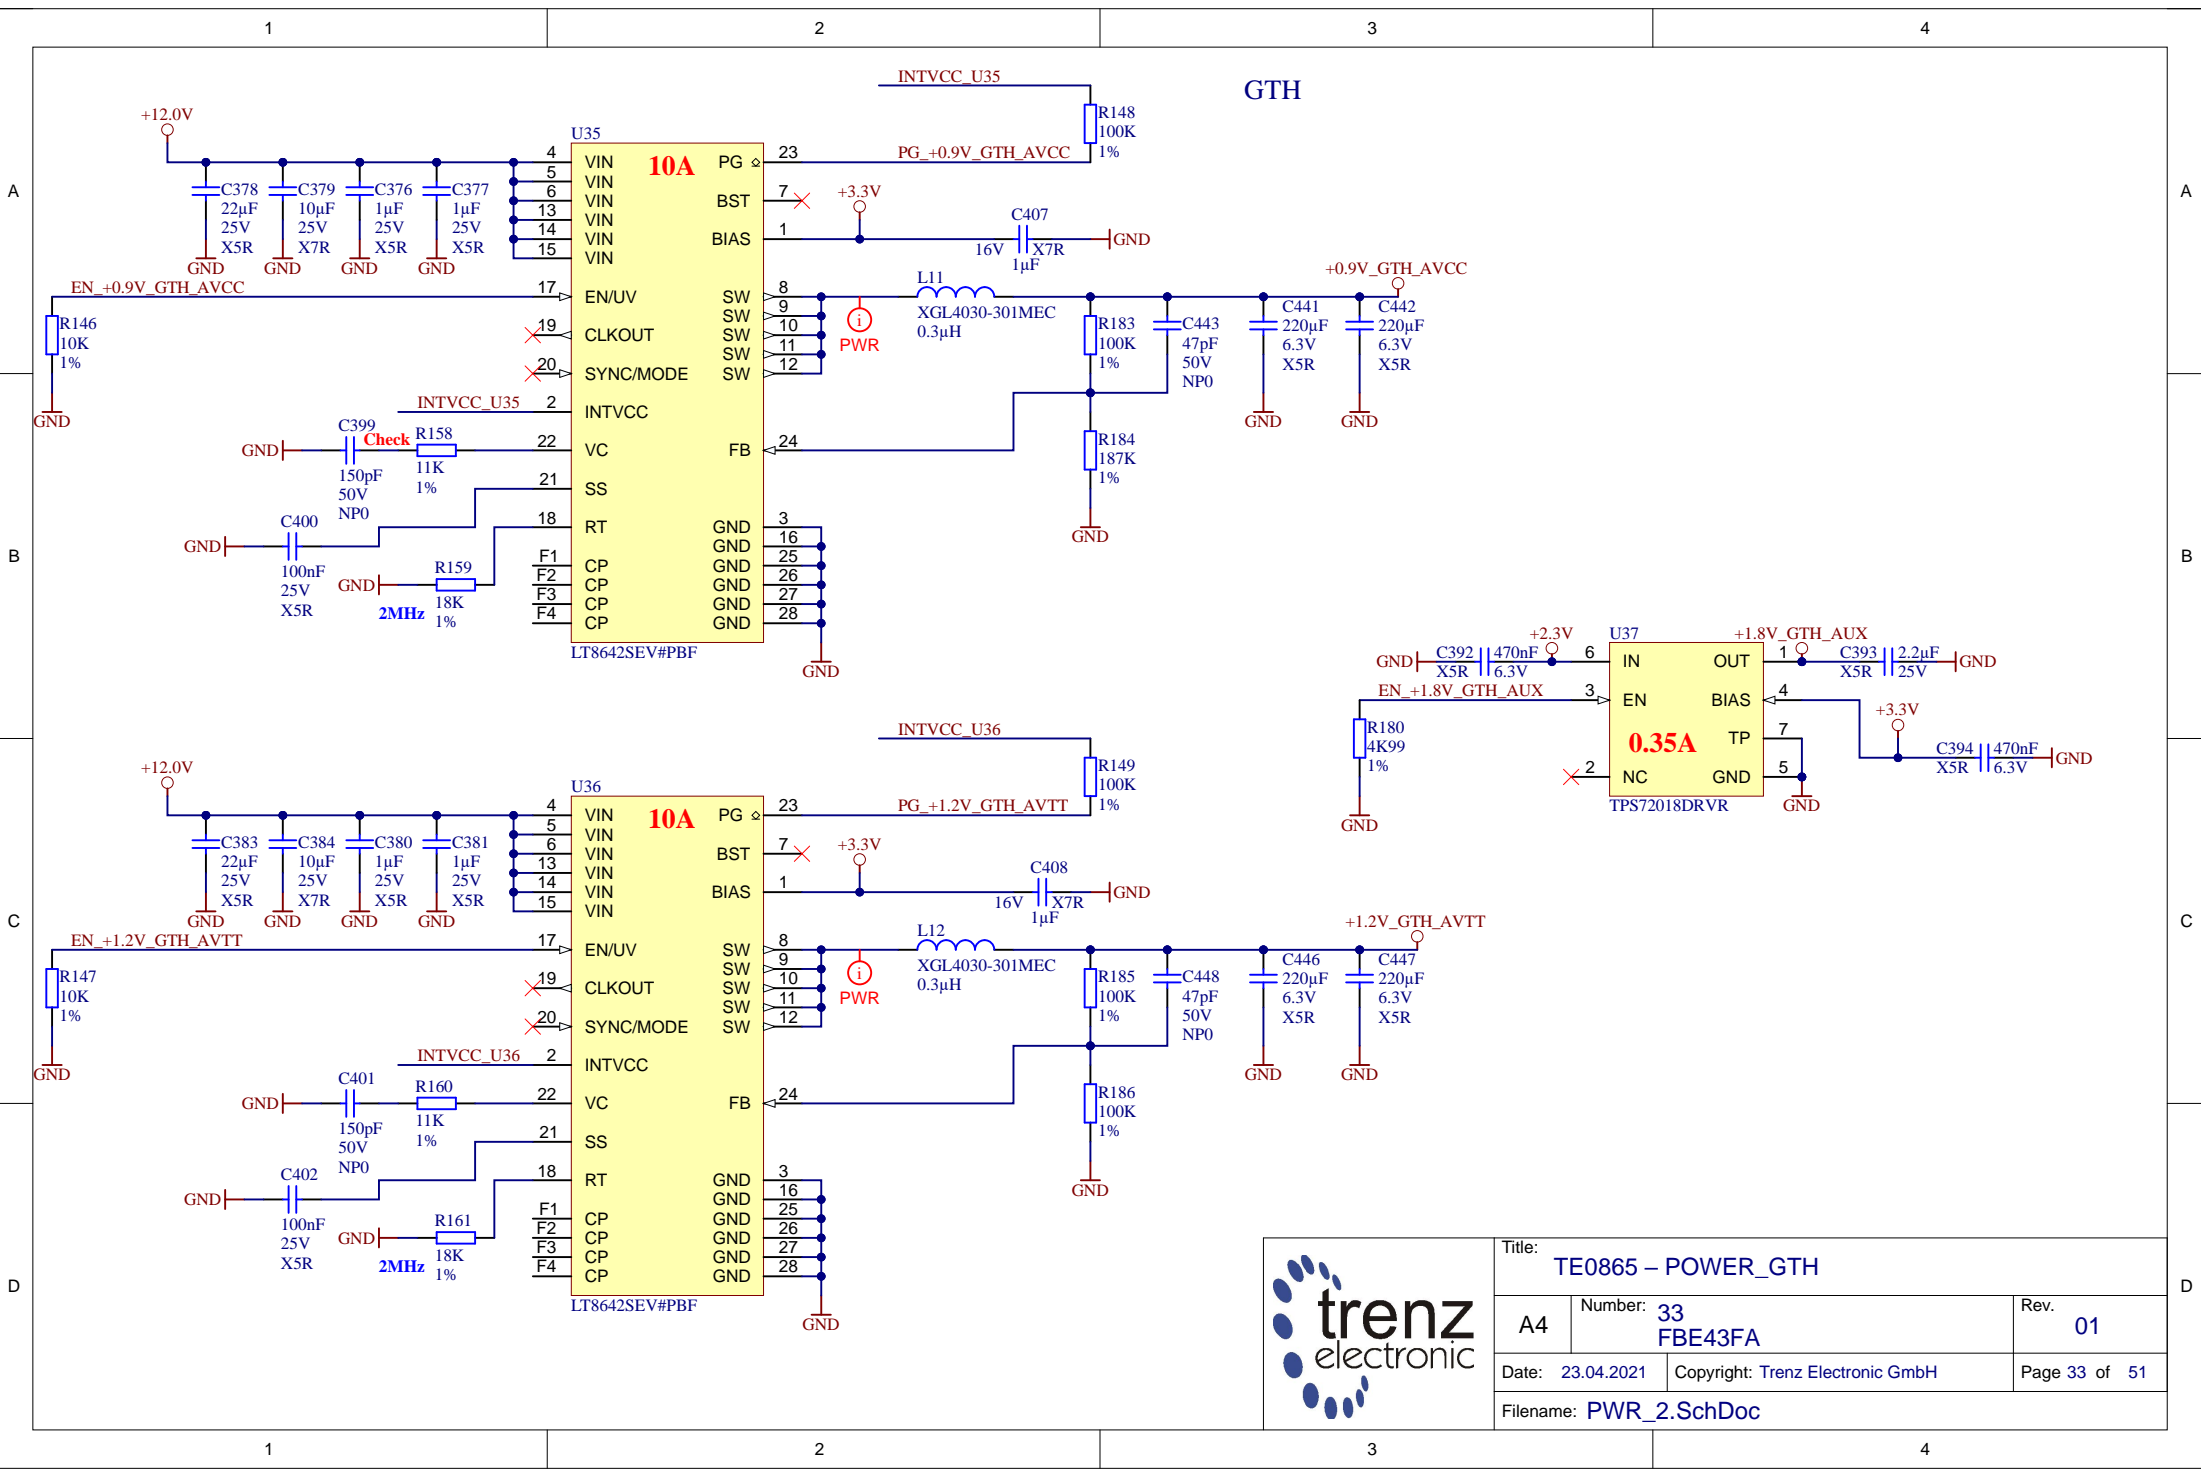 1 2 3 4
A A
B B
C C
D D
GTH
INTVCC_U35
R148
100K
1%
PG_+0.9V_GTH_AVCC
+12.0V
C378
22µF
25V
X5R
GND
C379
10µF
25V
X7R
GND
C376
1µF
25V
X5R
GND
C377
1µF
25V
X5R
GND
EN_+0.9V_GTH_AVCC
R146
10K
1%
GND
U35
10A
4 VIN
5 VIN
6 VIN
13 VIN
14 VIN
15 VIN
17 EN/UV
19 CLKOUT
20 SYNC/MODE
INTVCC_U35 2 INTVCC
22 VC
21 SS
18 RT
F1 CP
F2 CP
F3 CP
F4 CP
PG 23
BST 7
BIAS 1
SW 8
SW 9
SW 10
SW 11
SW 12
FB 24
GND 3
GND 16
GND 25
GND 26
GND 27
GND 28
LT8642SEV#PBF
GND
+3.3V
C407
16V X7R
1µF
GND
PWR
i
L11
XGL4030-301MEC
0.3µH
R183
100K
1%
C443
47pF
50V
NP0
+0.9V_GTH_AVCC
C441
220µF
6.3V
X5R
GND
C442
220µF
6.3V
X5R
GND
R184
187K
1%
GND
GND
C399
150pF
50V
NP0
Check
R158
11K
1%
GND
C400
100nF
25V
X5R
GND
R159
18K
1%
2MHz
U37
0.35A
GND
C392
X5R
470nF
6.3V
+2.3V
6 IN
EN_+1.8V_GTH_AUX
3 EN
2 NC
R180
4K99
1%
GND
+1.8V_GTH_AUX
OUT 1
BIAS 4
TP 7
GND 5
TPS72018DRVR
GND
C393
X5R
2.2µF
25V
GND
+3.3V
C394
X5R
470nF
6.3V
GND
INTVCC_U36
R149
100K
1%
PG_+1.2V_GTH_AVTT
+12.0V
C383
22µF
25V
X5R
GND
C384
10µF
25V
X7R
GND
C380
1µF
25V
X5R
GND
C381
1µF
25V
X5R
GND
EN_+1.2V_GTH_AVTT
R147
10K
1%
GND
U36
10A
4 VIN
5 VIN
6 VIN
13 VIN
14 VIN
15 VIN
17 EN/UV
19 CLKOUT
20 SYNC/MODE
INTVCC_U36 2 INTVCC
22 VC
21 SS
18 RT
F1 CP
F2 CP
F3 CP
F4 CP
PG 23
BST 7
BIAS 1
SW 8
SW 9
SW 10
SW 11
SW 12
FB 24
GND 3
GND 16
GND 25
GND 26
GND 27
GND 28
LT8642SEV#PBF
GND
+3.3V
C408
16V X7R
1µF
GND
PWR
i
L12
XGL4030-301MEC
0.3µH
R185
100K
1%
C448
47pF
50V
NP0
+1.2V_GTH_AVTT
C446
220µF
6.3V
X5R
GND
C447
220µF
6.3V
X5R
GND
R186
100K
1%
GND
GND
C401
150pF
50V
NP0
R160
11K
1%
GND
C402
100nF
25V
X5R
GND
R161
18K
1%
2MHz
trenz
electronic
Title:
TE0865 – POWER_GTH
A4
Number: 33
FBE43FA
Rev.
01
Date: 23.04.2021
Copyright: Trenz Electronic GmbH
Page 33 of 51
Filename: PWR_2.SchDoc
1 2 3 4